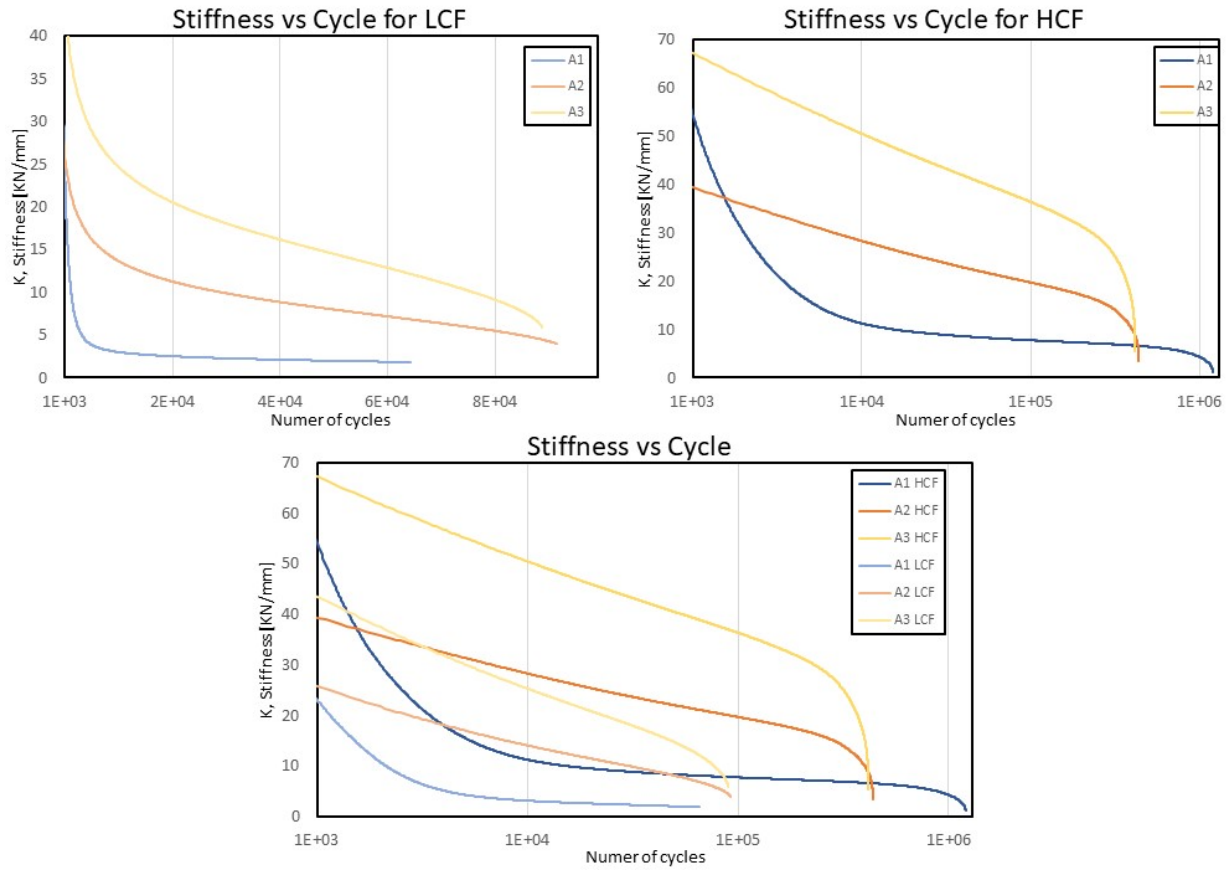 Stiffness vs Cycle for LCF
40
35
30
25
20
15
10
5
0
K, Stiffness [KN/mm]
A1
A2
A3
1E+03 2E+04 4E+04 6E+04 8E+04
Numer of cycles
Stiffness vs Cycle for HCF
70
60
50
40
30
20
10
0
K, Stiffness [KN/mm]
A1
A2
A3
1E+03 1E+04 1E+05 1E+06
Numer of cycles
Stiffness vs Cycle
70
60
50
40
30
20
10
0
K, Stiffness [KN/mm]
A1 HCF
A2 HCF
A3 HCF
A1 LCF
A2 LCF
A3 LCF
1E+03 1E+04 1E+05 1E+06
Numer of cycles